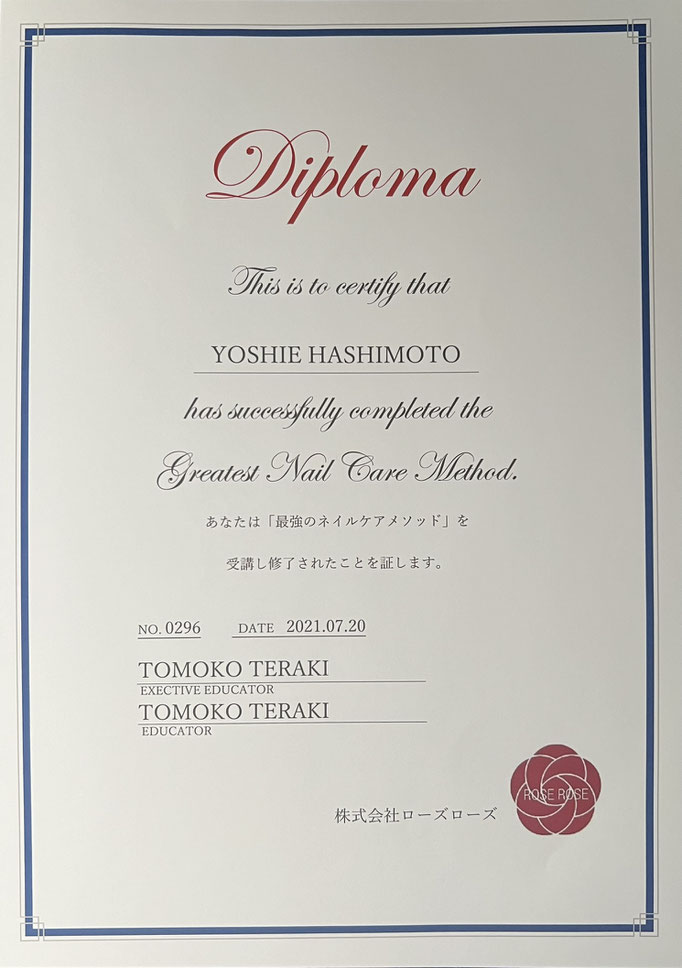 Diploma
This is to certify that
YOSHIE HASHIMOTO
has successfully completed the
Greatest Nail Care Method.
あなたは「最強のネイルケアメソッド」を
受講し修了されたことを証します。
NO. 0296 DATE 2021.07.20
TOMOKO TERAKI
EXECTIVE EDUCATOR
TOMOKO TERAKI
EDUCATOR
ROSE ROSE
株式会社ローズローズ